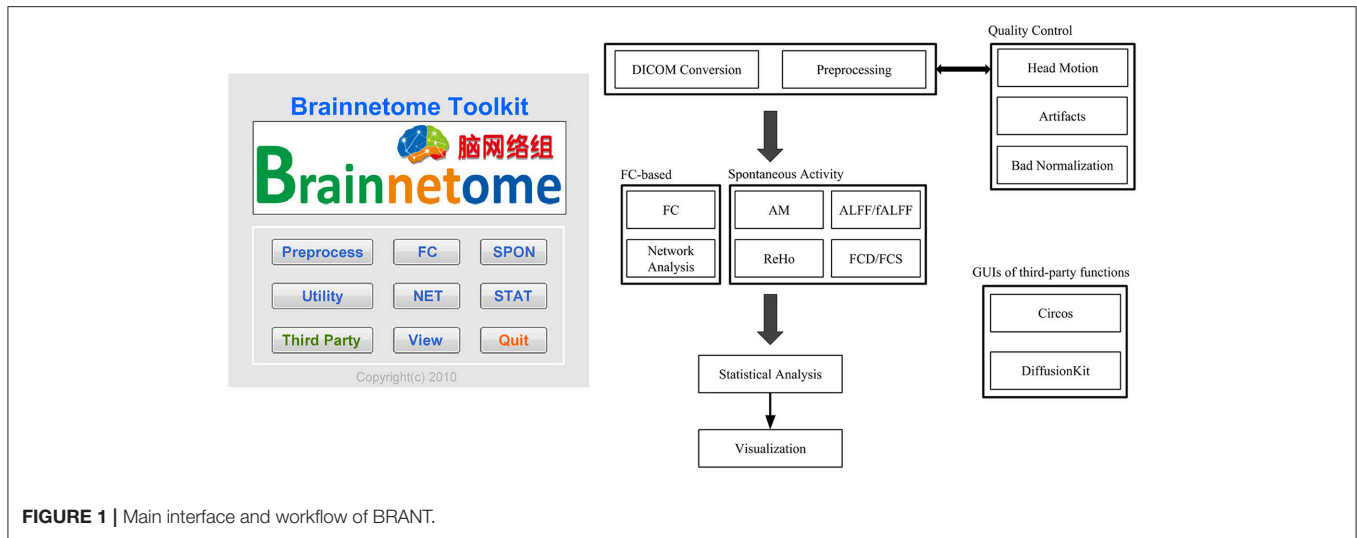 Brainnetome Toolkit
脑网络组
Brainnetome
Preprocess FC SPON
Utility NET STAT
Third Party View Quit
Copyright(c) 2010
DICOM Conversion Preprocessing
Quality Control
Head Motion
Artifacts
Bad Normalization
FC-based
FC
Network
Analysis
Spontaneous Activity
AM ALFF/fALFF
ReHo FCD/FCS
GUIs of third-party functions
Circos
DiffusionKit
Statistical Analysis
Visualization
FIGURE 1 | Main interface and workflow of BRANT.